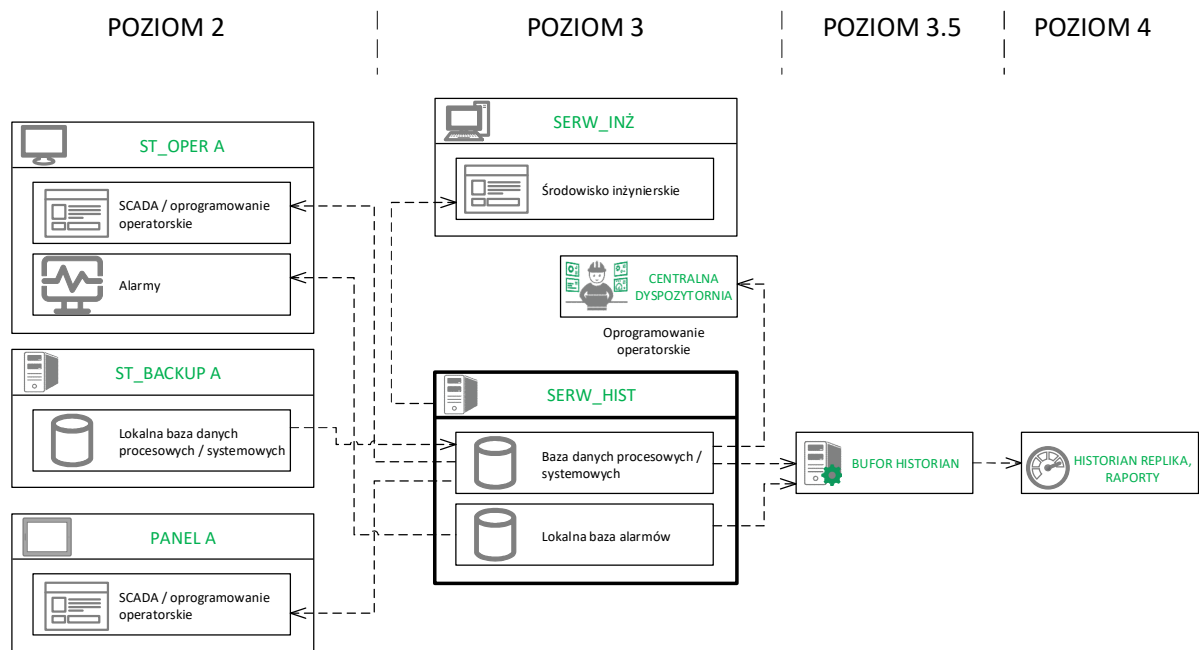 POZIOM 2
POZIOM 3
POZIOM 3.5
POZIOM 4
ST_OPER A
SCADA / oprogramowanie
operatorskie
Alarmy
ST_BACKUP A
Lokalna baza danych
procesowych / systemowych
PANEL A
SCADA / oprogramowanie
operatorskie
SERW_INŻ
Środowisko inżynierskie
CENTRALNA
DYSPOZYTORNIA
Oprogramowanie
operatorskie
SERW_HIST
Baza danych procesowych /
systemowych
Lokalna baza alarmów
BUFOR HISTORIAN
HISTORIAN REPLIKA,
RAPORTY